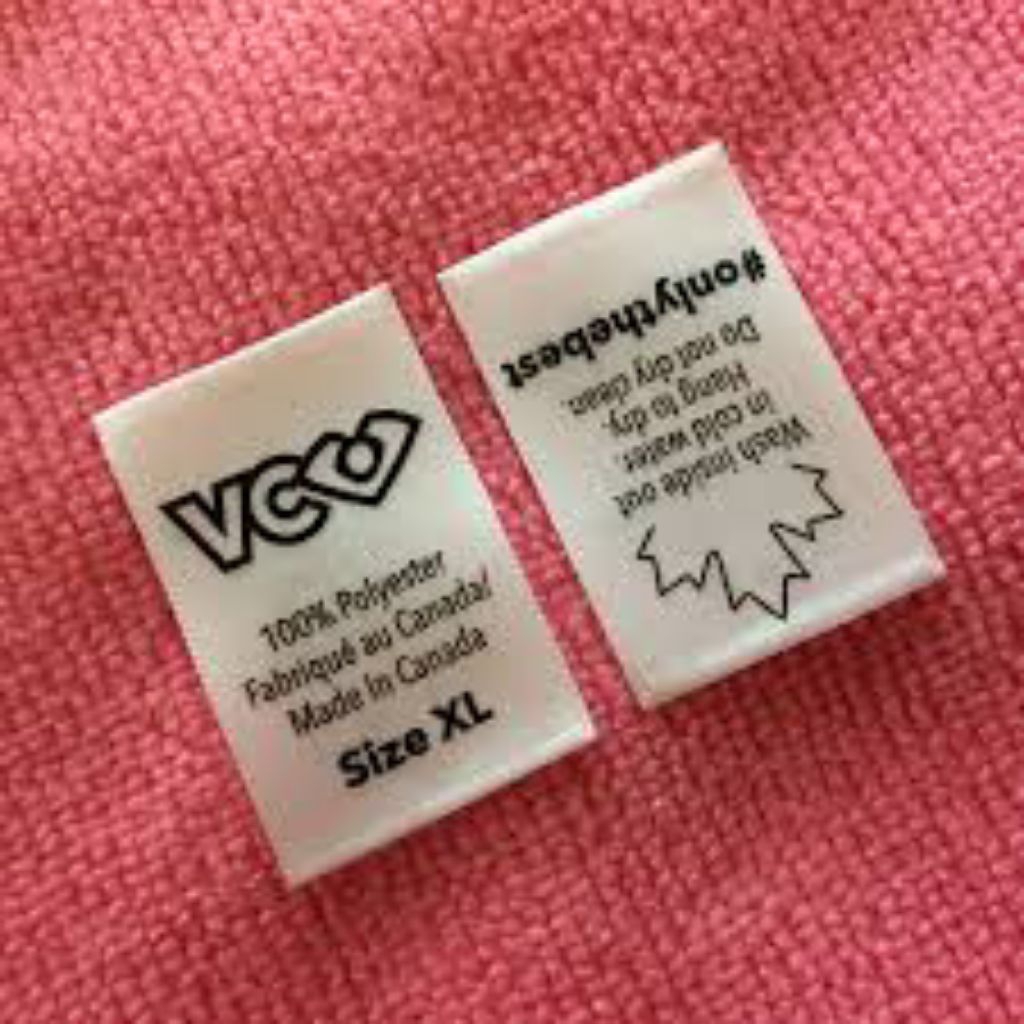 VCO
100% Polyester
Fabriqué au Canada/
Made In Canada
Size XL
Wash inside out
in cold water
Hang to dry
Do not dry clean
#onlythebest